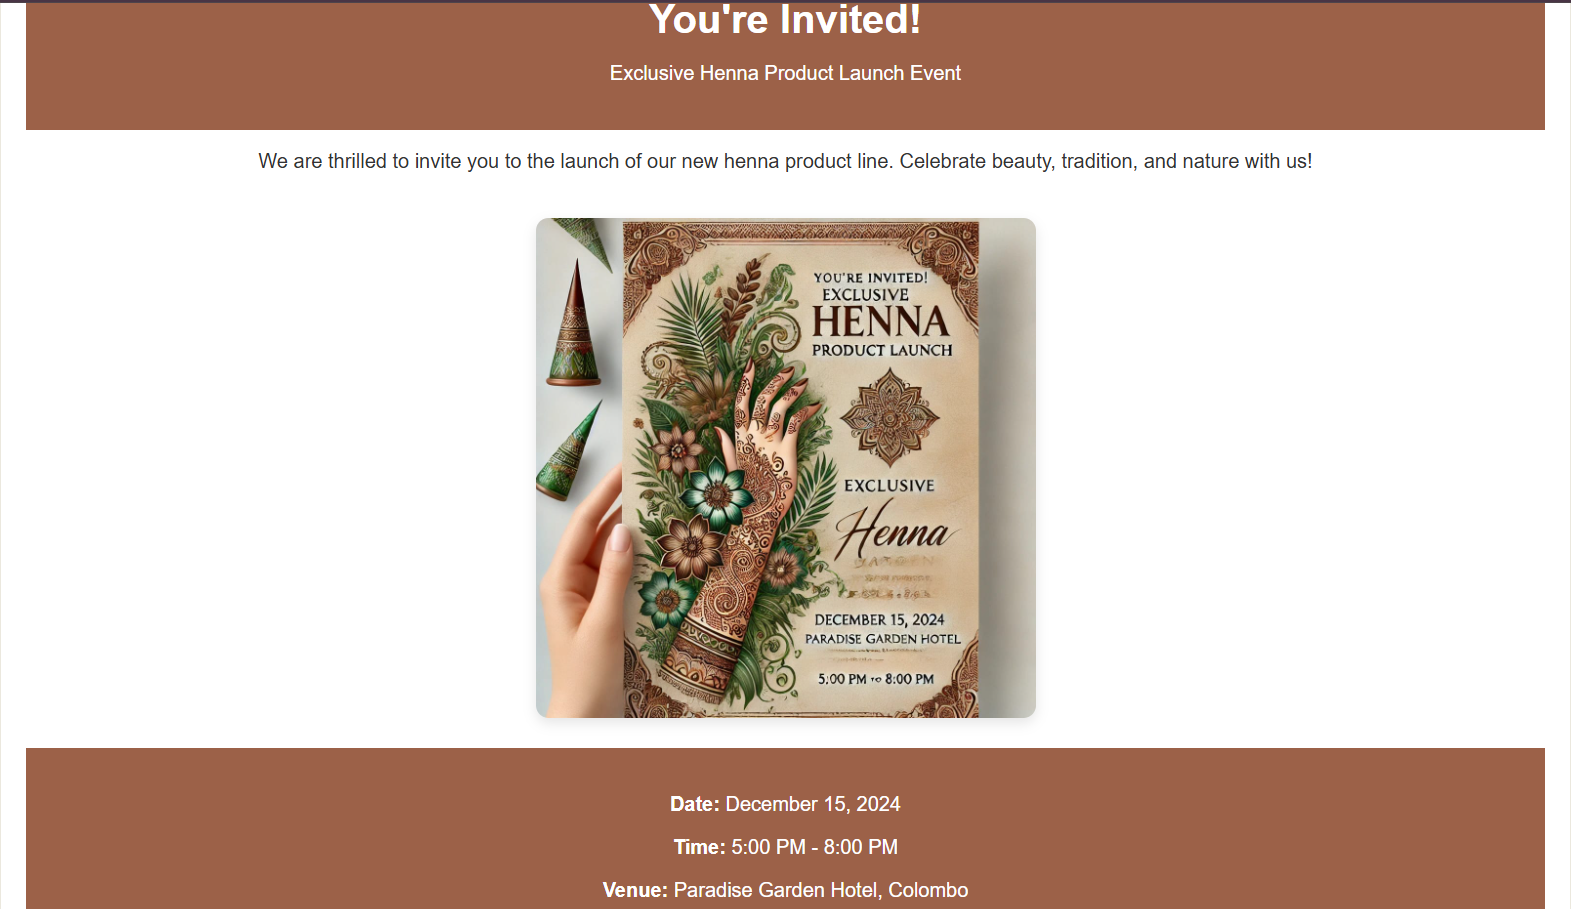 You're Invited!
Exclusive Henna Product Launch Event
We are thrilled to invite you to the launch of our new henna product line. Celebrate beauty, tradition, and nature with us!
YOU'RE INVITED!
EXCLUSIVE
HENNA
PRODUCT LAUNCH
EXCLUSIVE
Henna
DECEMBER 15, 2024
PARADISE GARDEN HOTEL
5:00 PM to 8:00 PM
Date: December 15, 2024
Time: 5:00 PM - 8:00 PM
Venue: Paradise Garden Hotel, Colombo